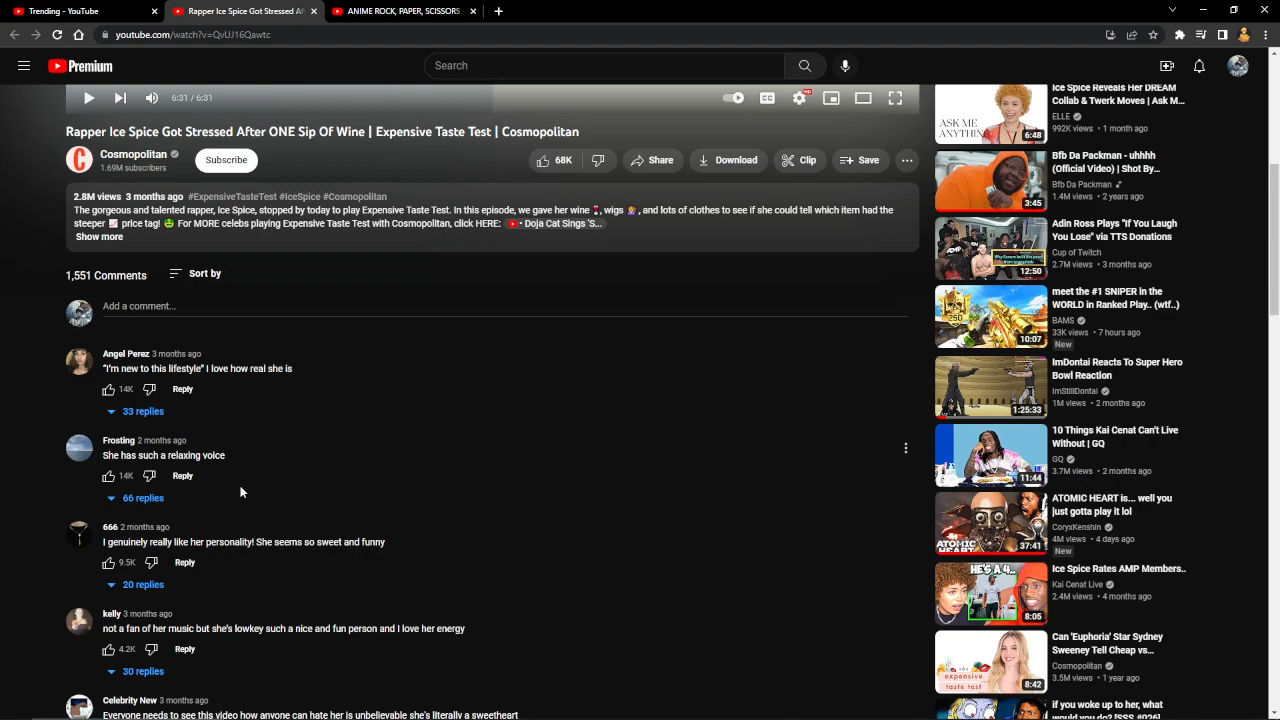 Trending - YouTube
Rapper Ice Spice Got Stressed Af
ANIME ROCK, PAPER, SCISSORS
youtube.com/watch?v=QvUJ16Qawtc
Premium
Search
6:31 / 6:31
CC
HD
Rapper Ice Spice Got Stressed After ONE Sip Of Wine | Expensive Taste Test | Cosmopolitan
Cosmopolitan
1.69M subscribers
Subscribe
68K
Share
Download
Clip
Save
2.8M views 3 months ago #ExpensiveTasteTest #IceSpice #Cosmopolitan
The gorgeous and talented rapper, Ice Spice, stopped by today to play Expensive Taste Test. In this episode, we gave her wine 🍷, wigs 💇‍♀️, and lots of clothes to see if she could tell which item had the
steeper 📈 price tag! 🤑 For MORE celebs playing Expensive Taste Test with Cosmopolitan, click HERE: • Doja Cat Sings 'S...
Show more
1,551 Comments
Sort by
Add a comment...
Angel Perez 3 months ago
“I’m new to this lifestyle” I love how real she is
14K
Reply
33 replies
Frosting 2 months ago
She has such a relaxing voice
14K
Reply
66 replies
666 2 months ago
I genuinely really like her personality! She seems so sweet and funny
9.5K
Reply
20 replies
kelly 3 months ago
not a fan of her music but she’s lowkey such a nice and fun person and I love her energy
4.2K
Reply
30 replies
Celebrity New 3 months ago
Everyone needs to see this video how anyone can hate her is unbelievable she's literally a sweetheart
ASK ME
ANYTHING
6:48
Ice Spice Reveals Her DREAM
Collab & Twerk Moves | Ask M...
ELLE
992K views • 1 month ago
3:45
Bfb Da Packman - uhhhh
(Official Video) | Shot By...
Bfb Da Packman
1.4M views • 2 years ago
12:50
Adin Ross Plays "If You Laugh
You Lose" via TTS Donations
Cup of Twitch
2.7M views • 3 months ago
250
10:07
meet the #1 SNIPER in the
WORLD in Ranked Play.. (wtf..)
BAMS
33K views • 7 hours ago
New
1:25:33
ImDontai Reacts To Super Hero
Bowl Reaction
ImStillDontai
1M views • 2 months ago
11:44
10 Things Kai Cenat Can't Live
Without | GQ
GQ
3.7M views • 2 months ago
ATOMIC
HEART
37:41
ATOMIC HEART is... well you
just gotta play it lol
CoryxKenshin
4M views • 4 days ago
New
HE'S A 4...
8:05
Ice Spice Rates AMP Members..
Kai Cenat Live
2.4M views • 4 months ago
expensive
taste test
8:42
Can 'Euphoria' Star Sydney
Sweeney Tell Cheap vs...
Cosmopolitan
3.5M views • 1 year ago
if you woke up to her, what
would you do? [SSS #026]